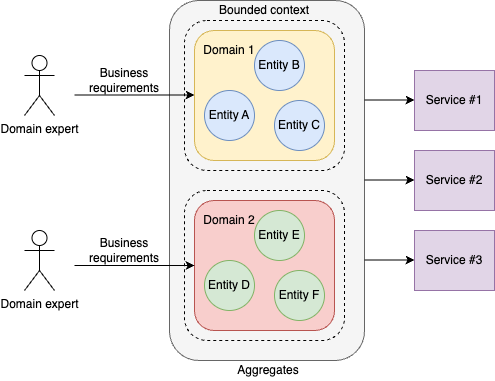 Bounded context
Domain 1
Entity B
Entity A
Entity C
Business
requirements
Domain expert
Service #1
Service #2
Service #3
Domain 2
Entity E
Entity D
Entity F
Business
requirements
Domain expert
Aggregates